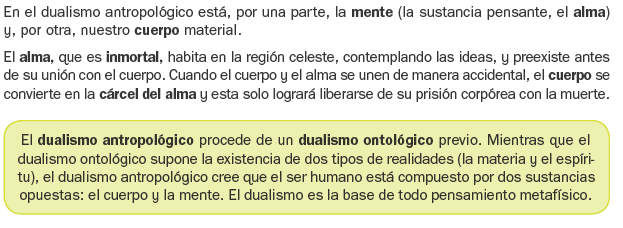 En el dualismo antropológico está, por una parte, la mente (la sustancia pensante, el alma)
y, por otra, nuestro cuerpo material.
El alma, que es inmortal, habita en la región celeste, contemplando las ideas, y preexiste antes
de su unión con el cuerpo. Cuando el cuerpo y el alma se unen de manera accidental, el cuerpo se
convierte en la cárcel del alma y esta solo logrará liberarse de su prisión corpórea con la muerte.
El dualismo antropológico procede de un dualismo ontológico previo. Mientras que el
dualismo ontológico supone la existencia de dos tipos de realidades (la materia y el espíri-
tu), el dualismo antropológico cree que el ser humano está compuesto por dos sustancias
opuestas: el cuerpo y la mente. El dualismo es la base de todo pensamiento metafísico.